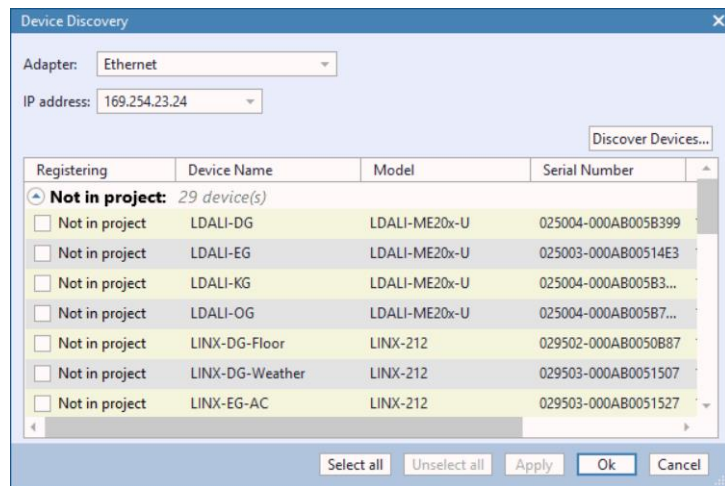 Device Discovery
Adapter: Ethernet
IP address: 169.254.23.24
Discover Devices...
Registering Device Name Model Serial Number
Not in project: 29 device(s)
Not in project LDALI-DG LDALI-ME20x-U 025004-000AB005B399
Not in project LDALI-EG LDALI-ME20x-U 025003-000AB00514E3
Not in project LDALI-KG LDALI-ME20x-U 025004-000AB005B3...
Not in project LDALI-OG LDALI-ME20x-U 025004-000AB005B7...
Not in project LINX-DG-Floor LINX-212 029502-000AB0050B87
Not in project LINX-DG-Weather LINX-212 029503-000AB0051507
Not in project LINX-EG-AC LINX-212 029503-000AB0051527
Select all Unselect all Apply Ok Cancel